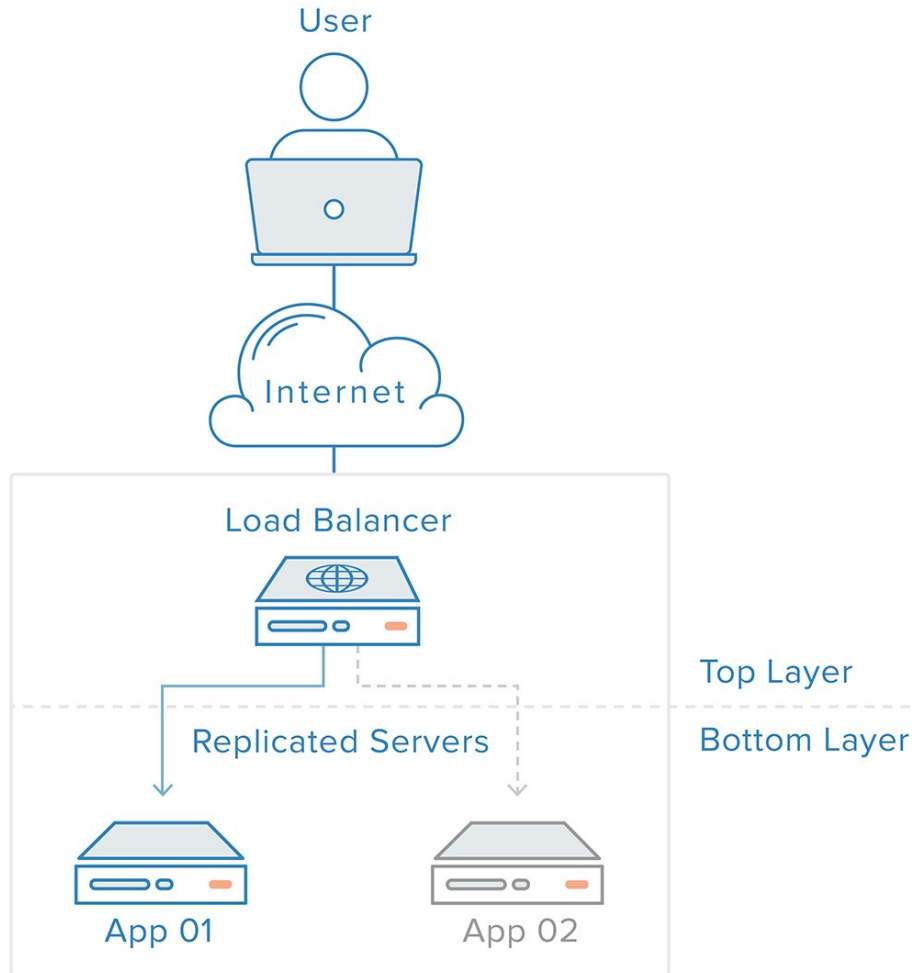 User
Internet
Load Balancer
Top Layer
Replicated Servers
Bottom Layer
App 01
App 02